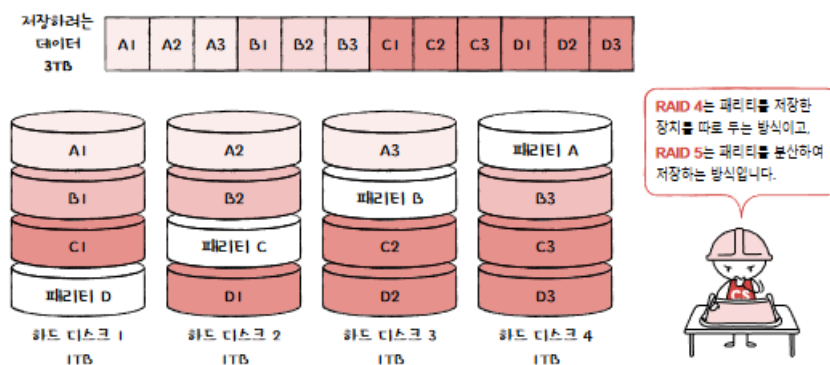 저장하려는
데이터
3TB
A1 A2 A3 B1 B2 B3 C1 C2 C3 D1 D2 D3
RAID 4는 패리티를 저장한
장치를 따로 두는 방식이고,
RAID 5는 패리티를 분산하여
저장하는 방식입니다.
A1 A2 A3 패리티 A
B1 B2 패리티 B B3
C1 패리티 C C2 C3
패리티 D D1 D2 D3
하드 디스크 1 하드 디스크 2 하드 디스크 3 하드 디스크 4
1TB 1TB 1TB 1TB
CS